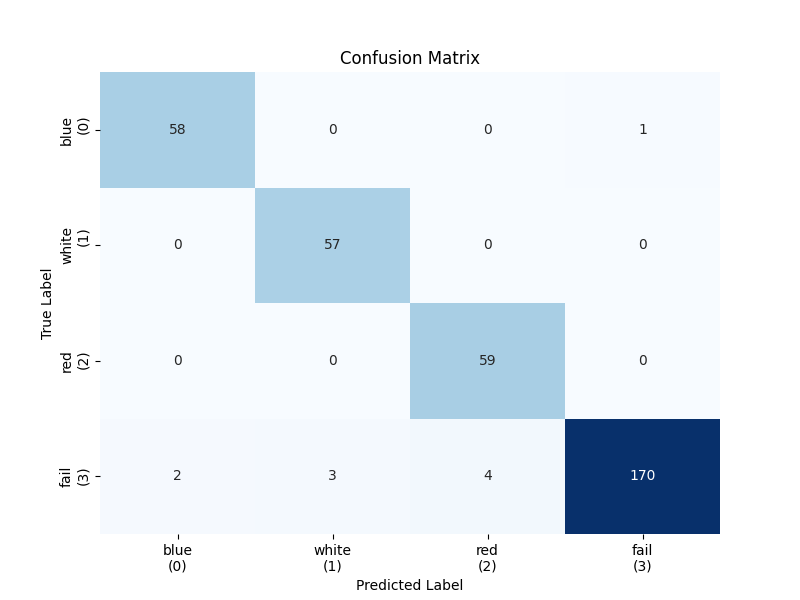 Confusion Matrix
True Label
blue
(0)
58
0
0
1
white
(1)
0
57
0
0
red
(2)
0
0
59
0
fail
(3)
2
3
4
170
blue
(0)
white
(1)
red
(2)
fail
(3)
Predicted Label